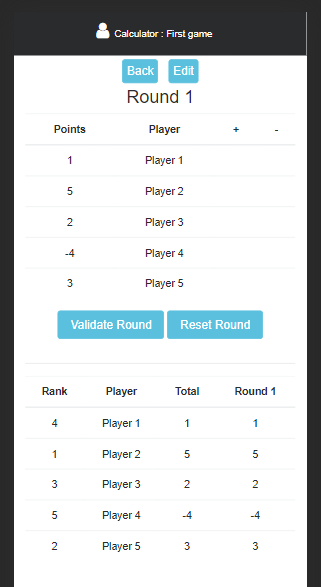 Calculator : First game
Back Edit
Round 1
Points Player + -
1 Player 1
5 Player 2
2 Player 3
-4 Player 4
3 Player 5
Validate Round Reset Round
Rank Player Total Round 1
4 Player 1 1 1
1 Player 2 5 5
3 Player 3 2 2
5 Player 4 -4 -4
2 Player 5 3 3